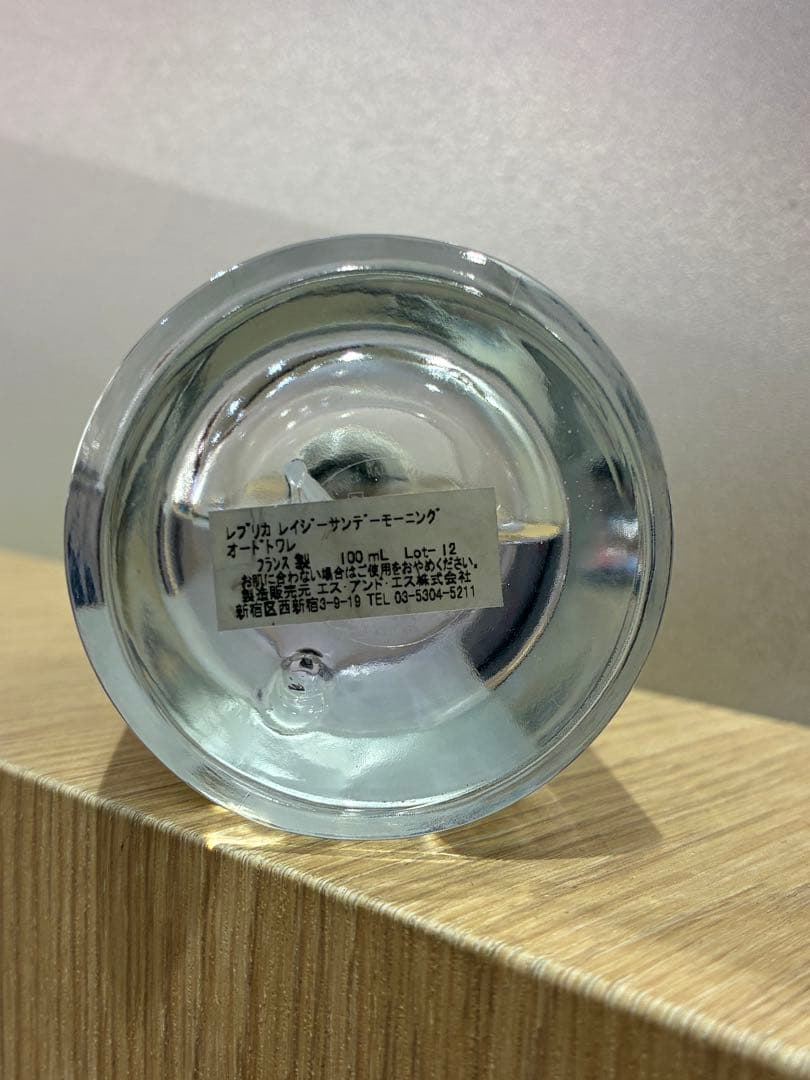 レプリカ レイジーサンデーモーニング
オードトワレ
フランス 製 100 mL Lot-12
お肌に合わない場合はご使用をおやめください。
製造販売元 エス・アンド・エス株式会社
新宿区西新宿3-9-19 TEL 03-5304-5211